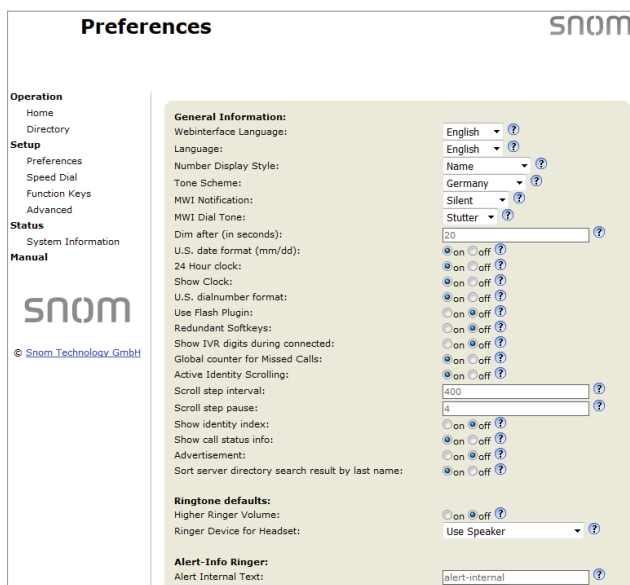 Preferences
snom
Operation
Home
Directory
Setup
Preferences
Speed Dial
Function Keys
Advanced
Status
System Information
Manual
snom
© Snom Technology GmbH
General Information:
Webinterface Language: English ?
Language: English ?
Number Display Style: Name ?
Tone Scheme: Germany ?
MWI Notification: Silent ?
MWI Dial Tone: Stutter ?
Dim after (in seconds): 20 ?
U.S. date format (mm/dd): on off ?
24 Hour clock: on off ?
Show Clock: on off ?
U.S. dialnumber format: on off ?
Use Flash Plugin: on off ?
Redundant Softkeys: on off ?
Show IVR digits during connected: on off ?
Global counter for Missed Calls: on off ?
Active Identity Scrolling: on off ?
Scroll step interval: 400 ?
Scroll step pause: 4 ?
Show identity index: on off ?
Show call status info: on off ?
Advertisement: on off ?
Sort server directory search result by last name: on off ?
Ringtone defaults:
Higher Ringer Volume: on off ?
Ringer Device for Headset: Use Speaker ?
Alert-Info Ringer:
Alert Internal Text: alert-internal ?